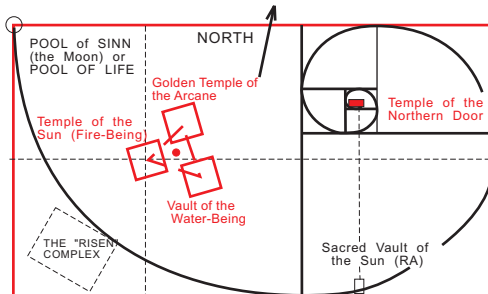 POOL of SINN
(the Moon) or
POOL OF LIFE
NORTH
Golden Temple of
the Arcane
Temple of the
Sun (Fire-Being)
Temple of the
Northern Door
Vault of the
Water-Being
THE "RISEN"
COMPLEX
Sacred Vault of
the Sun (RA)